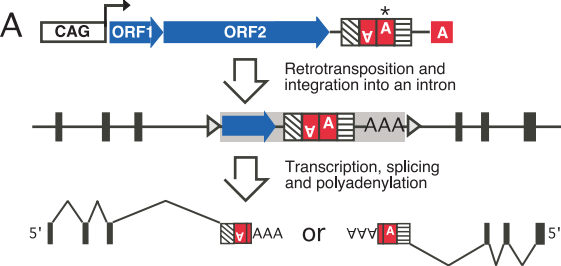 A
*
CAG ORF1 ORF2 A A A
Retrotransposition and
integration into an intron
A A AAA
Transcription, splicing
and polyadenylation
5' A AAA or AAA A 5'